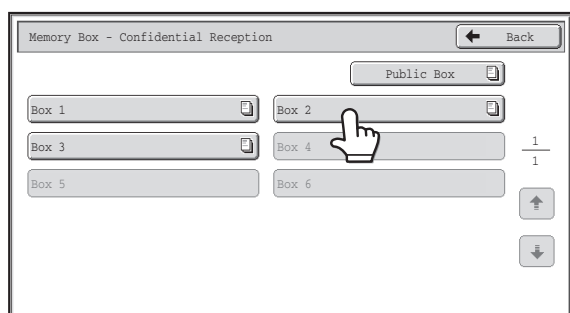 Memory Box - Confidential Reception Back
Public Box
Box 1 Box 2
Box 3 Box 4
Box 5 Box 6
1
1